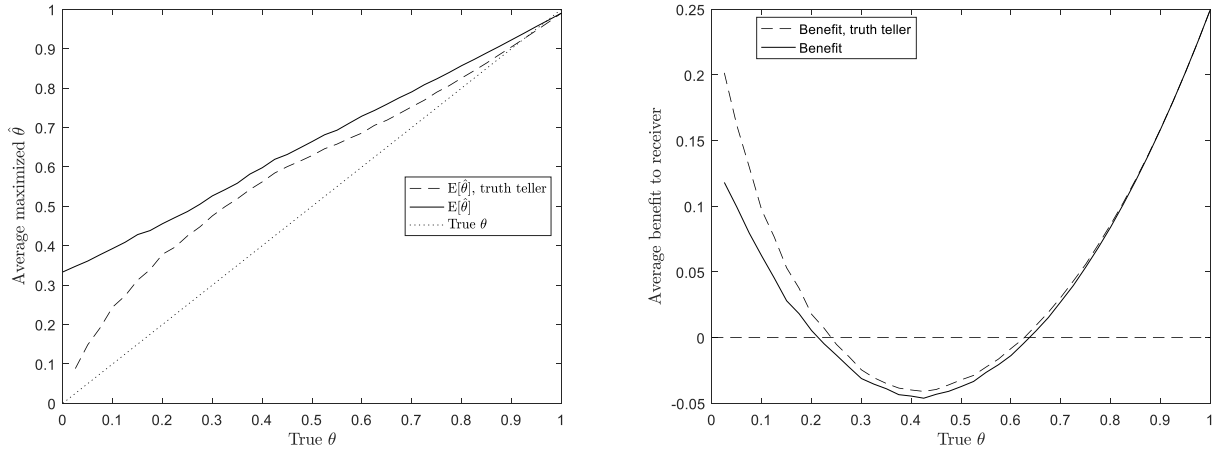 1
0.9
0.8
0.7
0.6
0.5
0.4
0.3
0.2
0.1
0
Average maximized θ̂
E[θ̂], truth teller
E[θ̂]
True θ
0 0.1 0.2 0.3 0.4 0.5 0.6 0.7 0.8 0.9 1
True θ
0.25
0.2
0.15
0.1
0.05
0
-0.05
Average benefit to receiver
Benefit, truth teller
Benefit
0 0.1 0.2 0.3 0.4 0.5 0.6 0.7 0.8 0.9 1
True θ